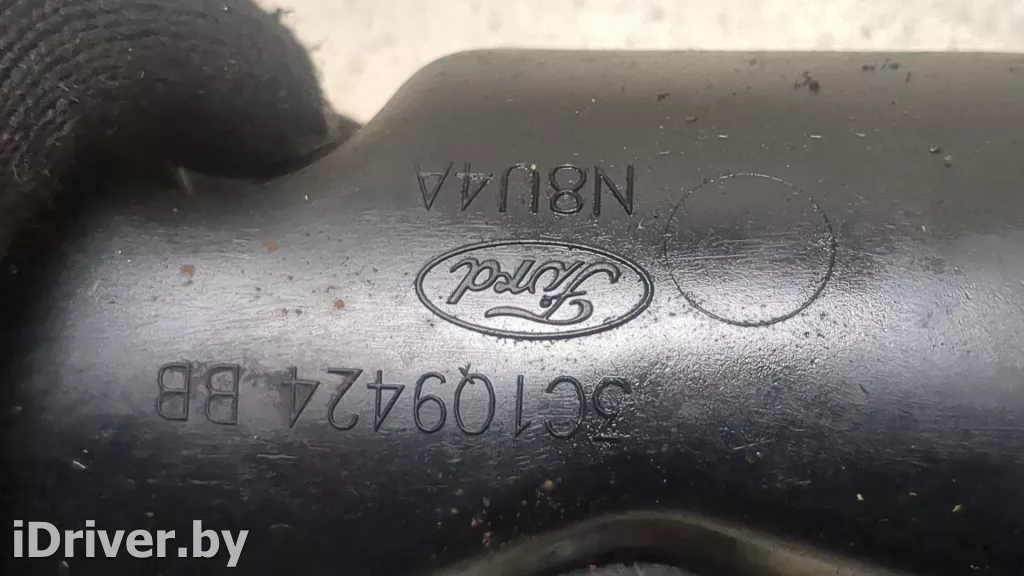 3C1Q9424 BB
Ford
N8U4A
iDriver.by